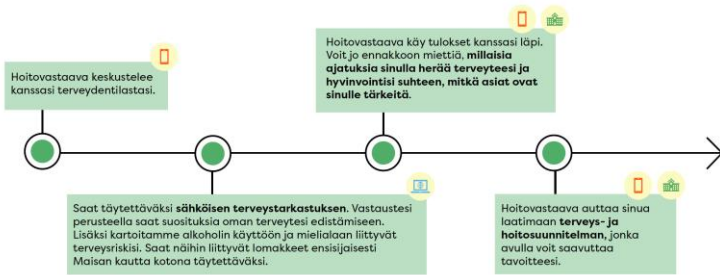 Hoitovastaava keskustelee
kanssasi terveydentilastasi.
Saat täytettäväksi sähköisen terveystarkastuksen. Vastaustesi
perusteella saat suosituksia oman terveytesi edistämiseen.
Lisäksi kartoitamme alkoholin käyttöön ja mielialaan liittyvät
terveysriskisi. Saat näihin liittyvät lomakkeet ensisijaisesti
Maisan kautta kotona täytettäväksi.
Hoitovastaava käy tulokset kanssasi läpi.
Voit jo ennakkoon miettiä, millaisia
ajatuksia sinulla herää terveyteesi ja
hyvinvointisi suhteen, mitkä asiat ovat
sinulle tärkeitä.
Hoitovastaava auttaa sinua
laatimaan terveys- ja
hoitosuunnitelman, jonka
avulla voit saavuttaa
tavoitteesi.